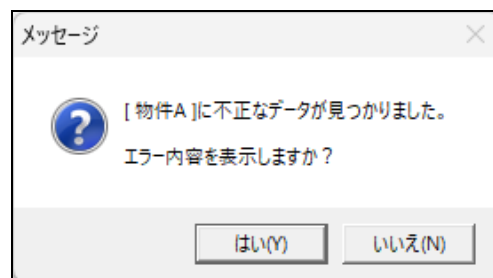 メッセージ
[ 物件A ]に不正なデータが見つかりました。
エラー内容を表示しますか？
はい(Y)
いいえ(N)